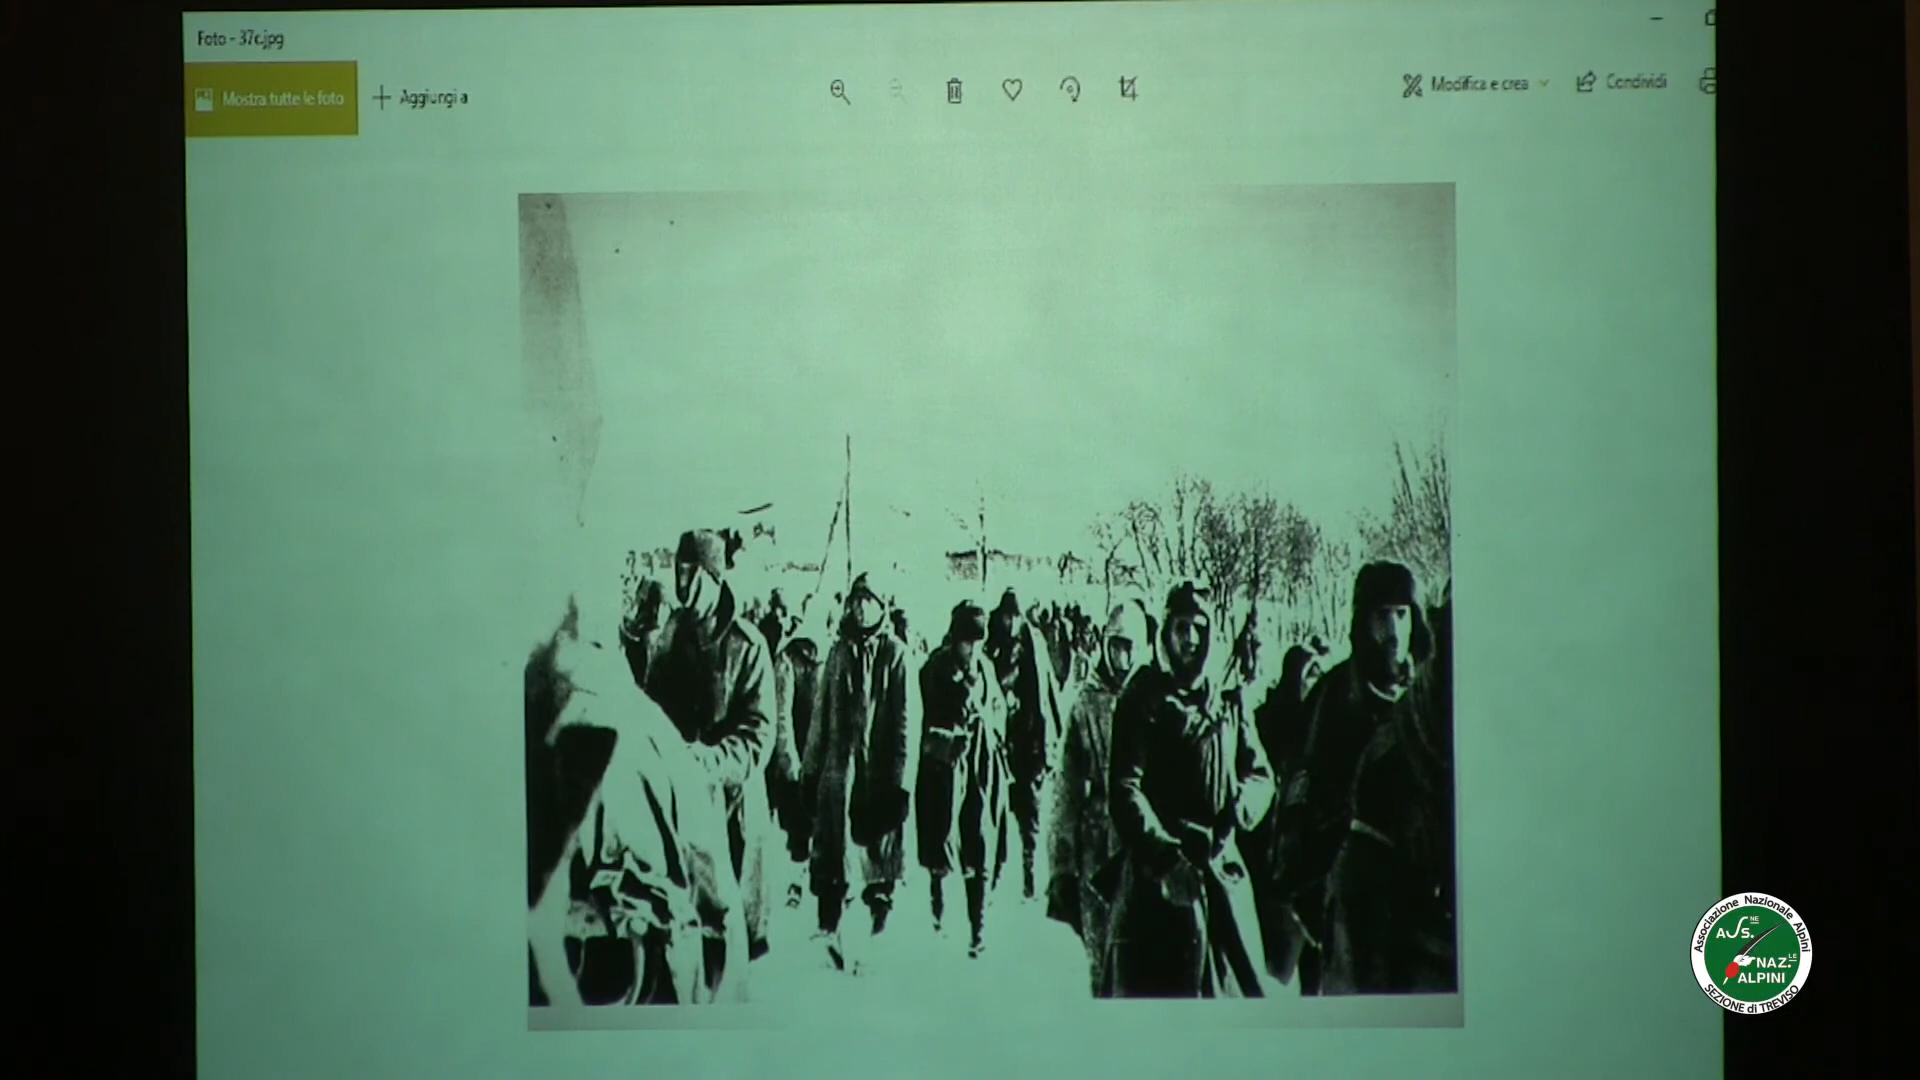 Foto - 37c.jpg
Mostra tutte le foto
Aggiungi a
Modifica e crea
Condividi
Associazione Nazionale Alpini
ASS.NE
NAZ.LE
ALPINI
SEZIONE di TREVISO